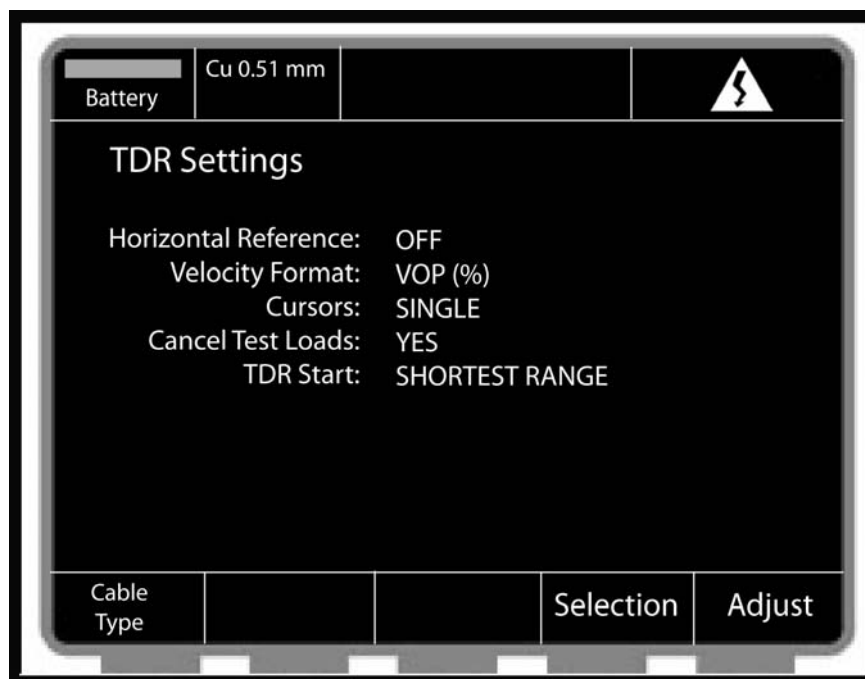 Battery
Cu 0.51 mm
TDR Settings
Horizontal Reference: OFF
Velocity Format: VOP (%)
Cursors: SINGLE
Cancel Test Loads: YES
TDR Start: SHORTEST RANGE
Cable
Type
Selection
Adjust